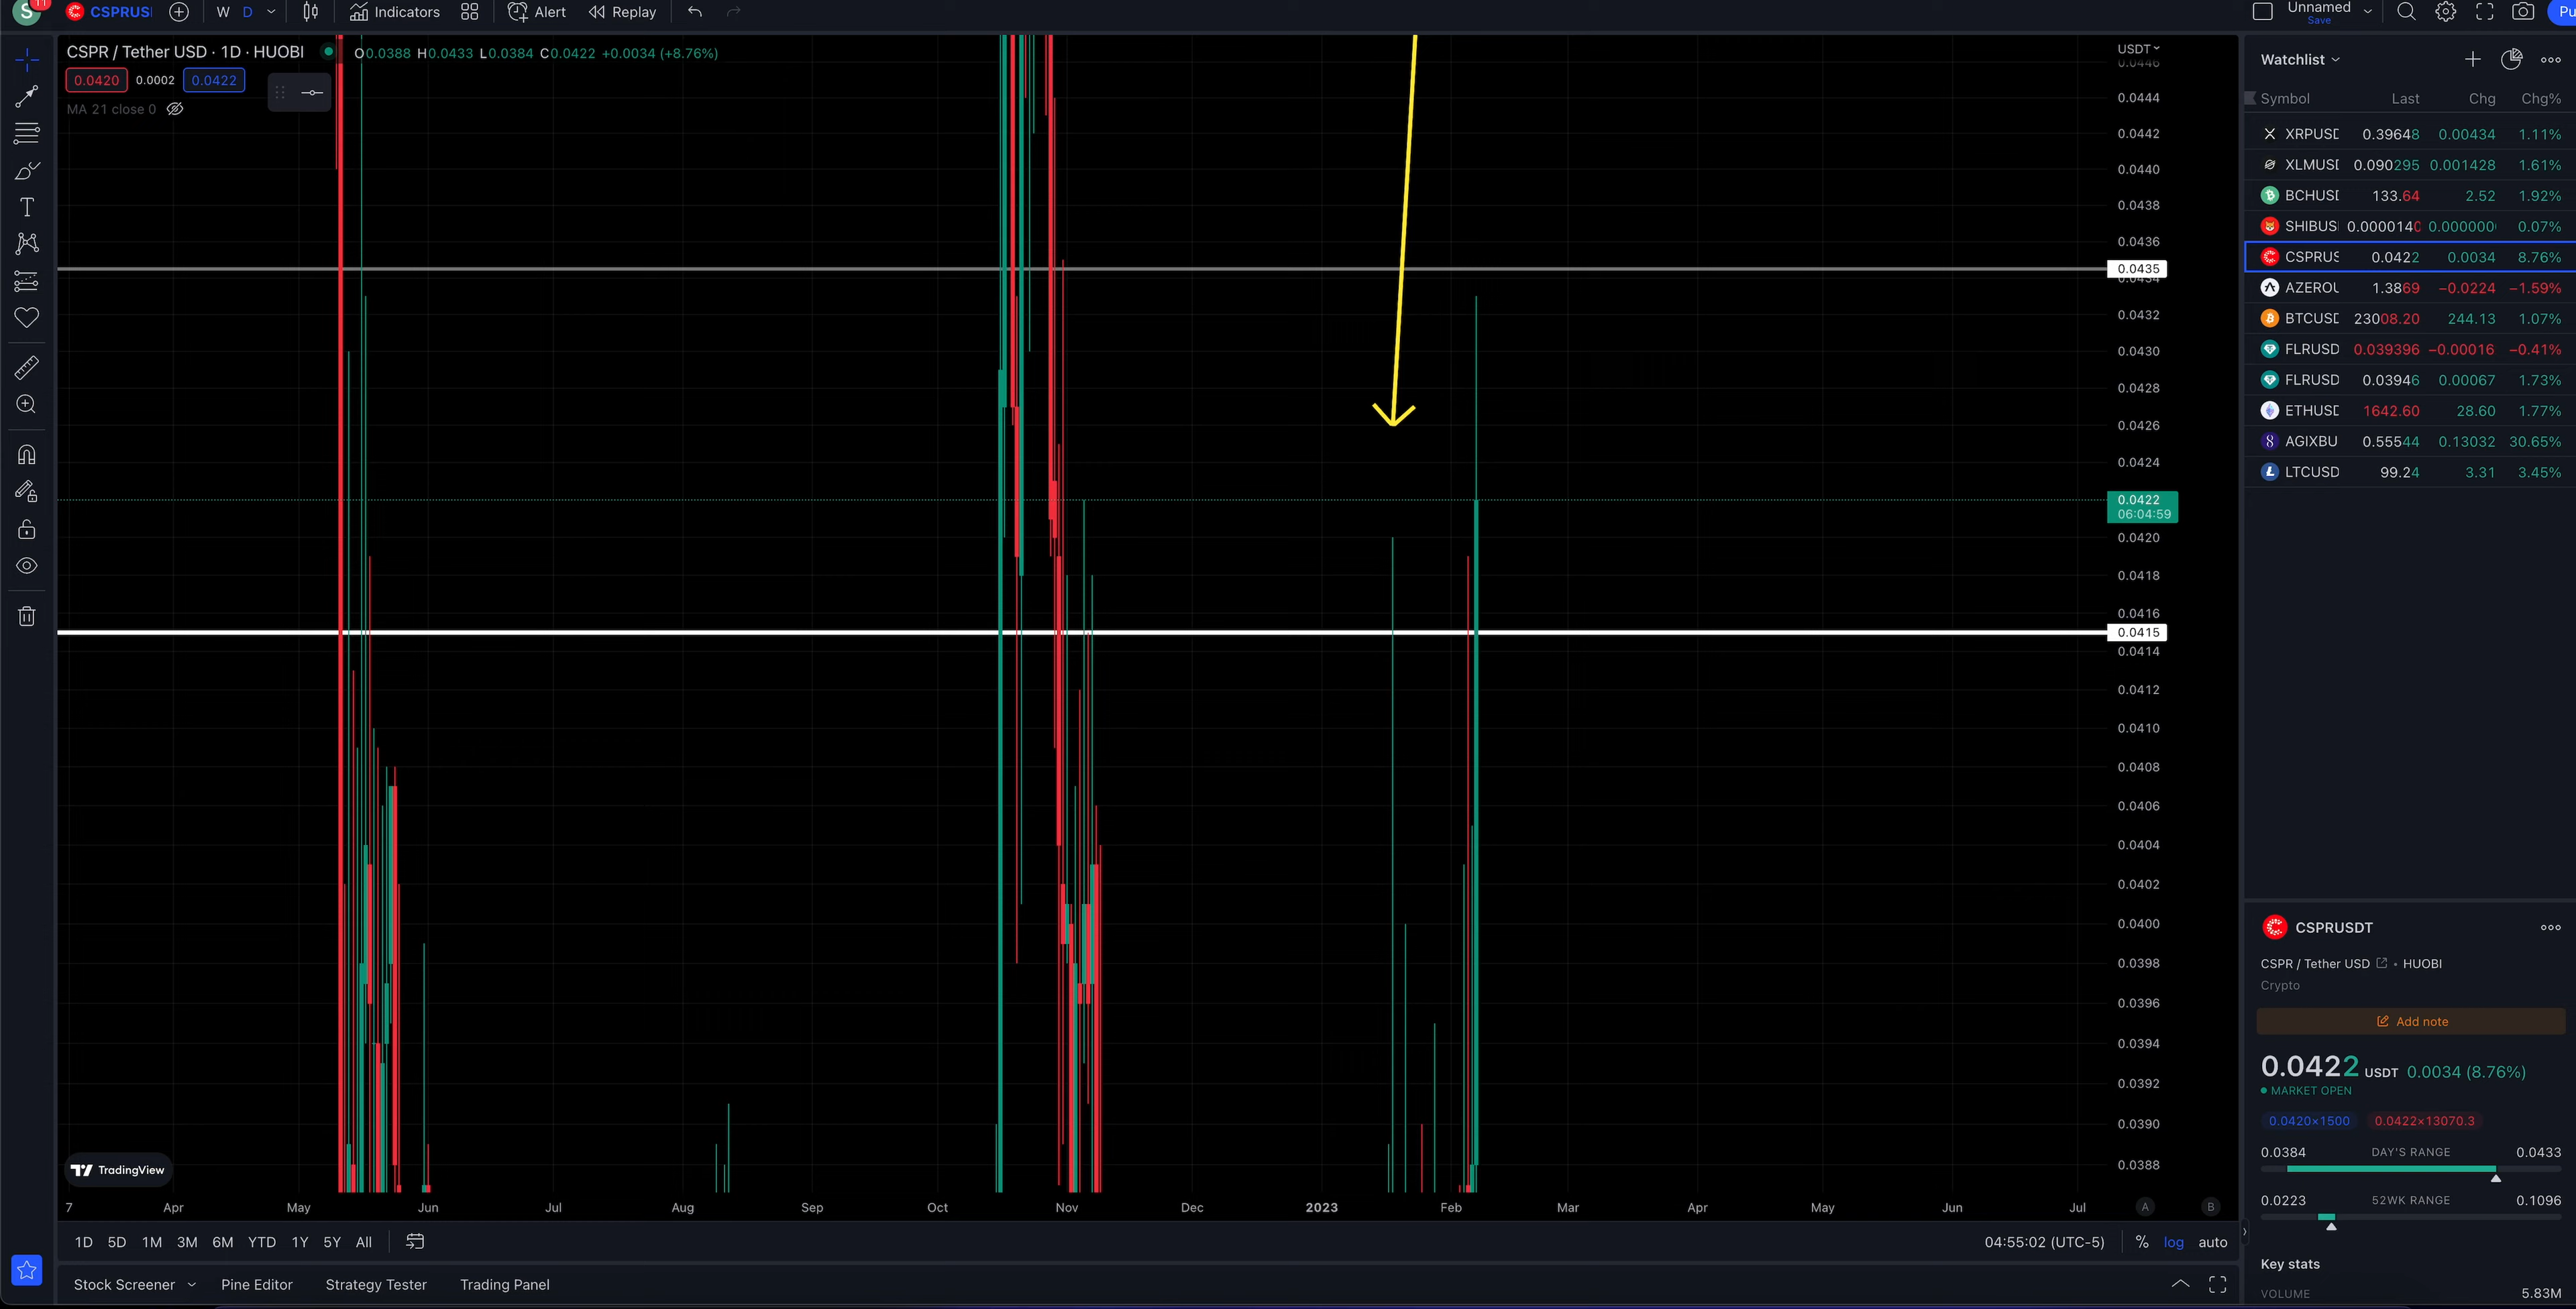 S 11 CSPRUS W D Indicators Alert Replay Unnamed Save
CSPR / Tether USD · 1D · HUOBI O0.0388 H0.0433 L0.0384 C0.0422 +0.0034 (+8.76%)
0.0420 0.0002 0.0422
MA 21 close 0
USDT
0.0446
0.0444
0.0442
0.0440
0.0438
0.0436
0.0435
0.0434
0.0432
0.0430
0.0428
0.0426
0.0424
0.0422
06:04:59
0.0420
0.0418
0.0416
0.0415
0.0414
0.0412
0.0410
0.0408
0.0406
0.0404
0.0402
0.0400
0.0398
0.0396
0.0394
0.0392
0.0390
0.0388
TradingView
7 Apr May Jun Jul Aug Sep Oct Nov Dec 2023 Feb Mar Apr May Jun Jul A B
1D 5D 1M 3M 6M YTD 1Y 5Y All 04:55:02 (UTC-5) % log auto
Stock Screener Pine Editor Strategy Tester Trading Panel
Watchlist
Symbol Last Chg Chg%
XRPUSD 0.39648 0.00434 1.11%
XLMUSD 0.090295 0.001428 1.61%
BCHUSD 133.64 2.52 1.92%
SHIBUS 0.0000140 0.000000 0.07%
CSPRUS 0.0422 0.0034 8.76%
AZEROU 1.3869 −0.0224 −1.59%
BTCUSD 23008.20 244.13 1.07%
FLRUSD 0.039396 −0.00016 −0.41%
FLRUSD 0.03946 0.00067 1.73%
ETHUSD 1642.60 28.60 1.77%
AGIXBU 0.55544 0.13032 30.65%
LTCUSD 99.24 3.31 3.45%
CSPRUSDT
CSPR / Tether USD • HUOBI
Crypto
Add note
0.0422 USDT 0.0034 (8.76%)
MARKET OPEN
0.0420×1500 0.0422×13070.3
0.0384 DAY'S RANGE 0.0433
0.0223 52WK RANGE 0.1096
Key stats
VOLUME 5.83M